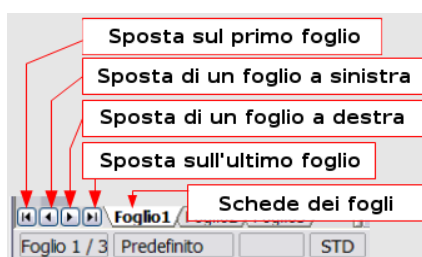 Sposta sul primo foglio
Sposta di un foglio a sinistra
Sposta di un foglio a destra
Sposta sull'ultimo foglio
Schede dei fogli
Foglio1
Foglio 1 / 3 Predefinito STD